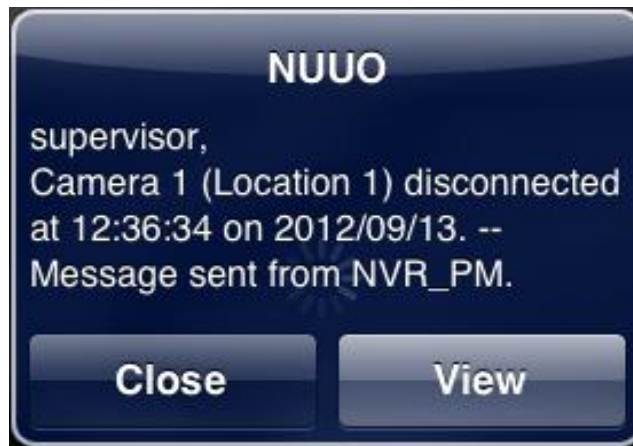 NUUO
supervisor,
Camera 1 (Location 1) disconnected
at 12:36:34 on 2012/09/13. --
Message sent from NVR_PM.
Close
View